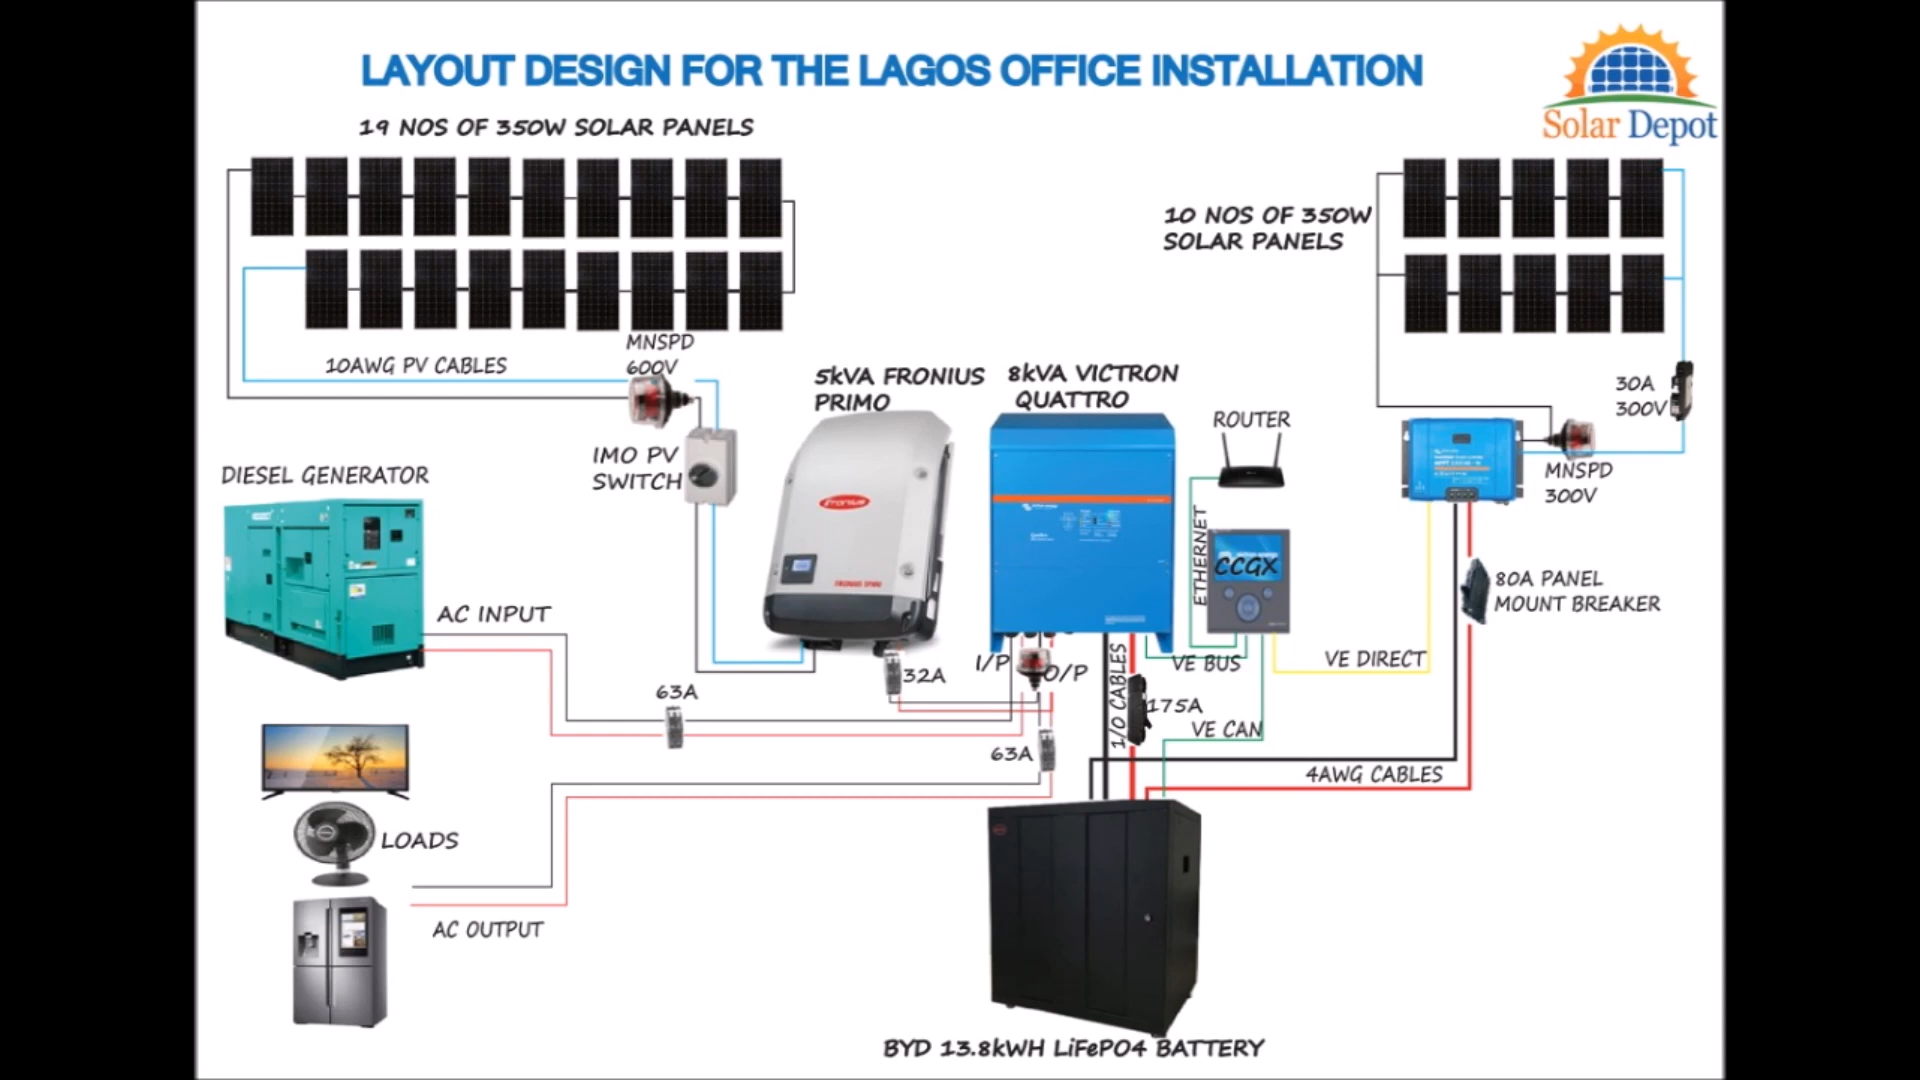 LAYOUT DESIGN FOR THE LAGOS OFFICE INSTALLATION
Solar Depot
19 NOS OF 350W SOLAR PANELS
10 NOS OF 350W
SOLAR PANELS
MNSPD
600V
10AWG PV CABLES
IMO PV
SWITCH
5kVA FRONIUS
PRIMO
8kVA VICTRON
QUATTRO
ROUTER
30A
300V
MNSPD
300V
DIESEL GENERATOR
Fronius
ETHERNET
CCGX
80A PANEL
MOUNT BREAKER
AC INPUT
I/P
O/P
32A
63A
VE BUS
VE DIRECT
1/0 CABLES
175A
VE CAN
63A
4AWG CABLES
LOADS
AC OUTPUT
BYD 13.8kWH LiFePO4 BATTERY